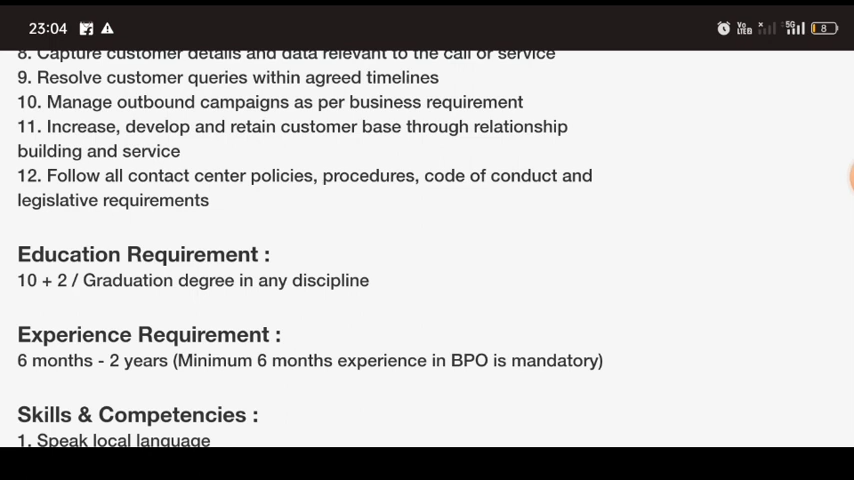 23:04
Vo
LTE
5G
8
8. Capture customer details and data relevant to the call or service
9. Resolve customer queries within agreed timelines
10. Manage outbound campaigns as per business requirement
11. Increase, develop and retain customer base through relationship
building and service
12. Follow all contact center policies, procedures, code of conduct and
legislative requirements
Education Requirement :
10 + 2 / Graduation degree in any discipline
Experience Requirement :
6 months - 2 years (Minimum 6 months experience in BPO is mandatory)
Skills & Competencies :
1. Speak local language